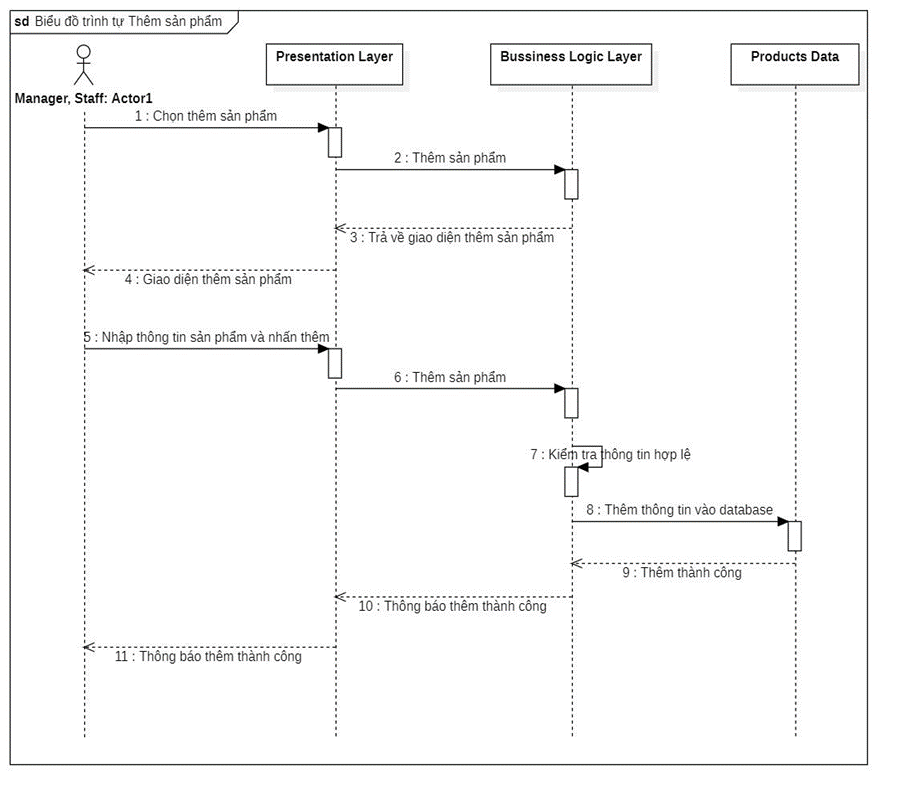 sd Biểu đồ trình tự Thêm sản phẩm
Presentation Layer
Bussiness Logic Layer
Products Data
Manager, Staff: Actor1
1 : Chọn thêm sản phẩm
2 : Thêm sản phẩm
3 : Trả về giao diện thêm sản phẩm
4 : Giao diện thêm sản phẩm
5 : Nhập thông tin sản phẩm và nhấn thêm
6 : Thêm sản phẩm
7 : Kiểm tra thông tin hợp lệ
8 : Thêm thông tin vào database
9 : Thêm thành công
10 : Thông báo thêm thành công
11 : Thông báo thêm thành công